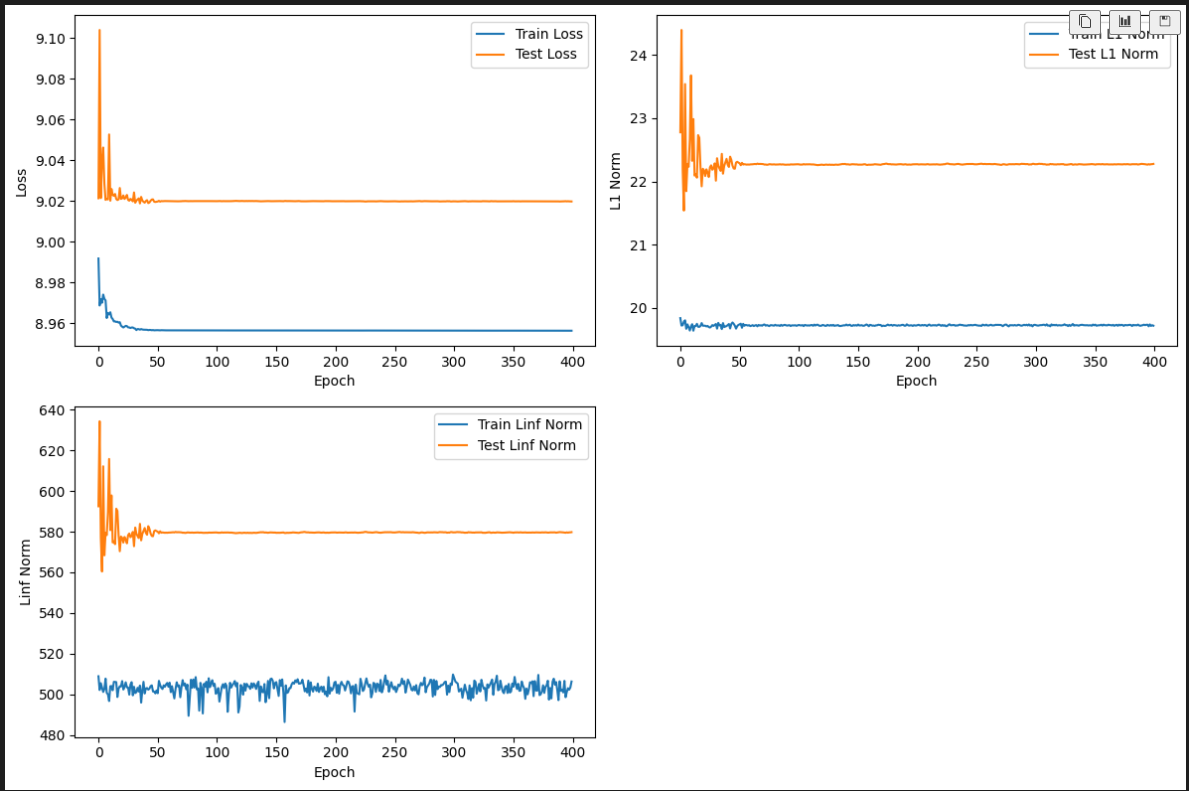 9.10
9.08
9.06
9.04
9.02
9.00
8.98
8.96
Loss
0 50 100 150 200 250 300 350 400
Epoch
Train Loss
Test Loss
24
23
22
21
20
L1 Norm
0 50 100 150 200 250 300 350 400
Epoch
Train L1 Norm
Test L1 Norm
640
620
600
580
560
540
520
500
480
Linf Norm
0 50 100 150 200 250 300 350 400
Epoch
Train Linf Norm
Test Linf Norm